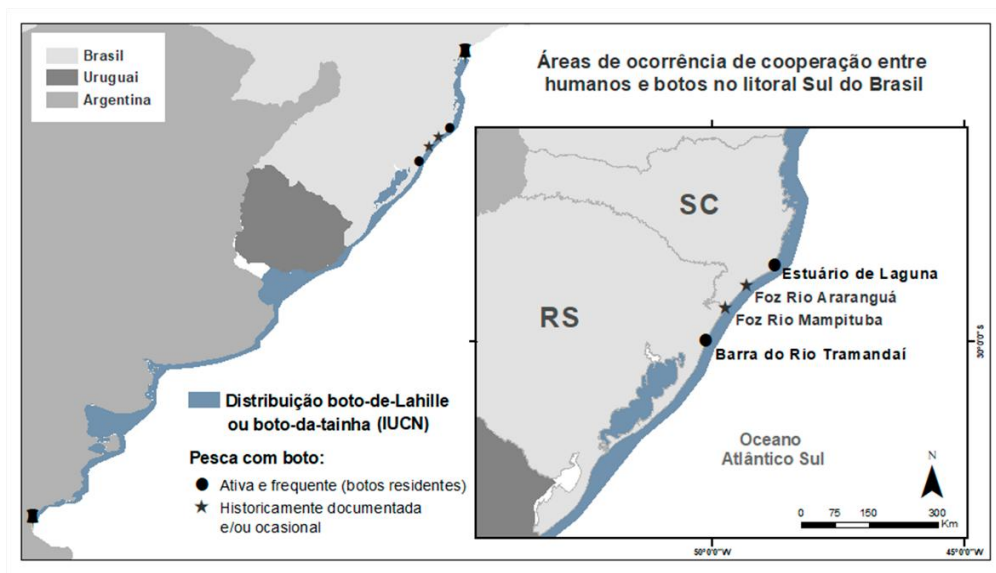 Brasil
Uruguai
Argentina
Áreas de ocorrência de cooperação entre
humanos e botos no litoral Sul do Brasil
SC
RS
Estuário de Laguna
Foz Rio Araranguá
Foz Rio Mampituba
Barra do Rio Tramandaí
30°0'0"S
Distribuição boto-de-Lahille
ou boto-da-tainha (IUCN)
Pesca com boto:
Ativa e frequente (botos residentes)
Historicamente documentada
e/ou ocasional
Oceano
Atlântico Sul
N
0 75 150 300
Km
50°0'0"W 45°0'0"W